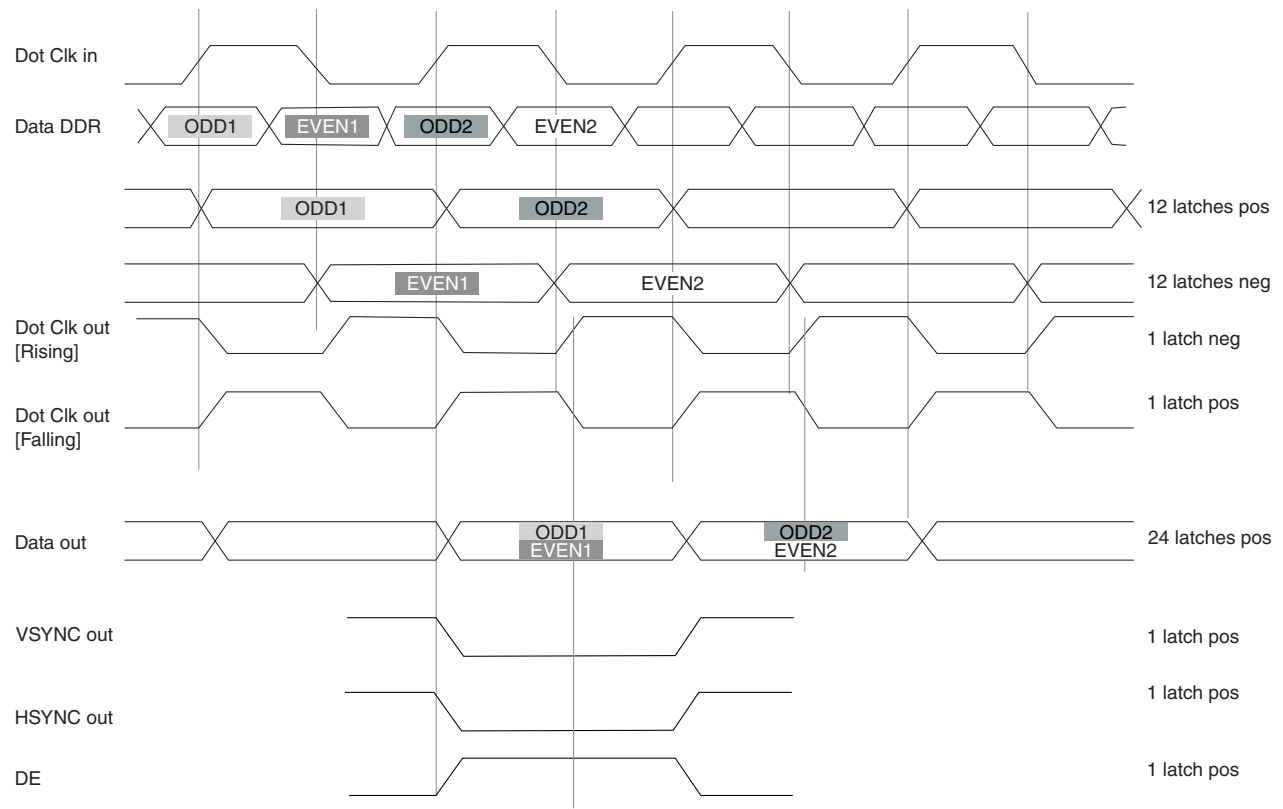 Dot Clk in
Data DDR
ODD1
EVEN1
ODD2
EVEN2
ODD1
ODD2
12 latches pos
EVEN1
EVEN2
12 latches neg
Dot Clk out
[Rising]
1 latch neg
Dot Clk out
[Falling]
1 latch pos
Data out
ODD1
EVEN1
ODD2
EVEN2
24 latches pos
VSYNC out
1 latch pos
HSYNC out
1 latch pos
DE
1 latch pos